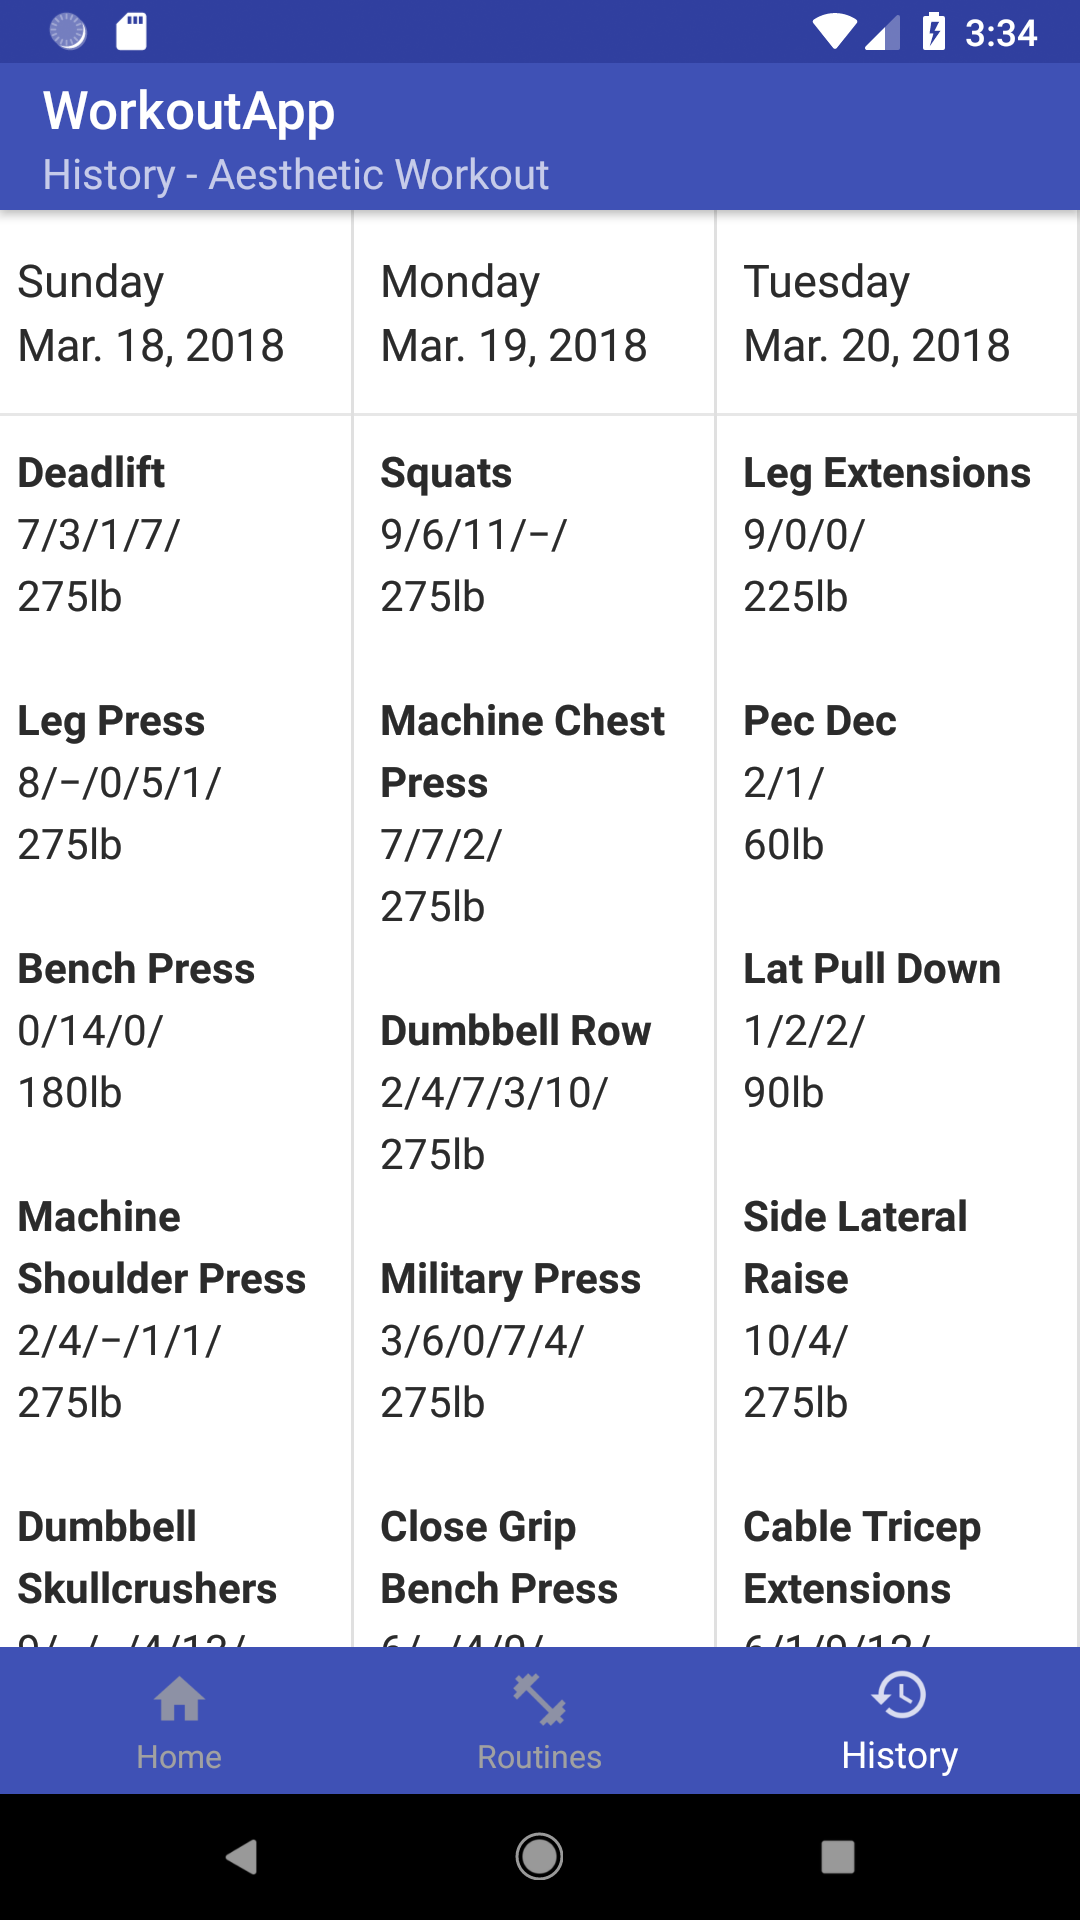 3:34
WorkoutApp
History - Aesthetic Workout
Sunday
Mar. 18, 2018
Deadlift
7/3/1/7/
275lb
Leg Press
8/−/0/5/1/
275lb
Bench Press
0/14/0/
180lb
Machine
Shoulder Press
2/4/−/1/1/
275lb
Dumbbell
Skullcrushers
Monday
Mar. 19, 2018
Squats
9/6/11/−/
275lb
Machine Chest
Press
7/7/2/
275lb
Dumbbell Row
2/4/7/3/10/
275lb
Military Press
3/6/0/7/4/
275lb
Close Grip
Bench Press
Tuesday
Mar. 20, 2018
Leg Extensions
9/0/0/
225lb
Pec Dec
2/1/
60lb
Lat Pull Down
1/2/2/
90lb
Side Lateral
Raise
10/4/
275lb
Cable Tricep
Extensions
Home
Routines
History